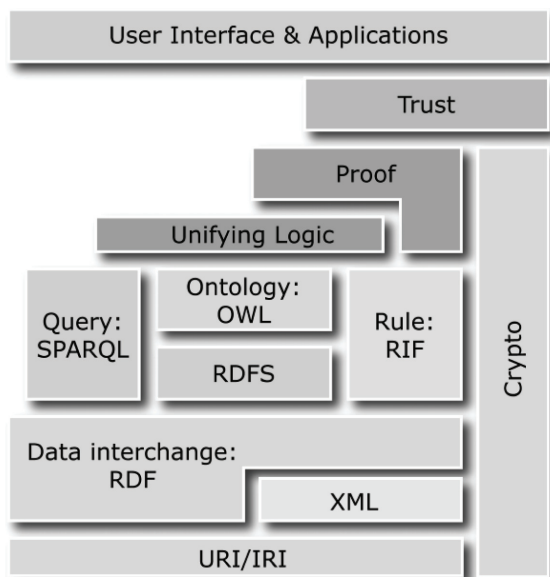 User Interface & Applications
Trust
Proof
Unifying Logic
Query:
SPARQL
Ontology:
OWL
RDFS
Rule:
RIF
Crypto
Data interchange:
RDF
XML
URI/IRI